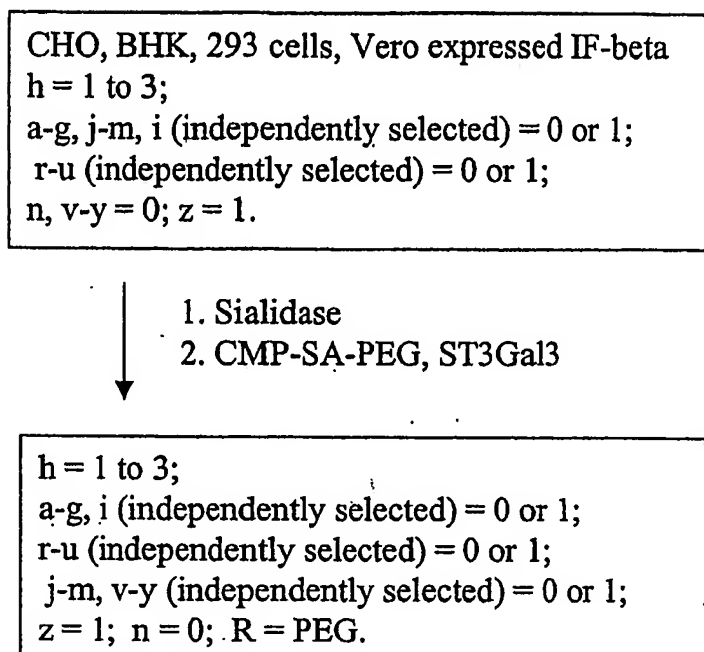 CHO, BHK, 293 cells, Vero expressed IF-beta
h = 1 to 3;
a-g, j-m, i (independently selected) = 0 or 1;
r-u (independently selected) = 0 or 1;
n, v-y = 0; z = 1.
1. Sialidase
2. CMP-SA-PEG, ST3Gal3
h = 1 to 3;
a-g, i (independently selected) = 0 or 1;
r-u (independently selected) = 0 or 1;
j-m, v-y (independently selected) = 0 or 1;
z = 1; n = 0; R = PEG.